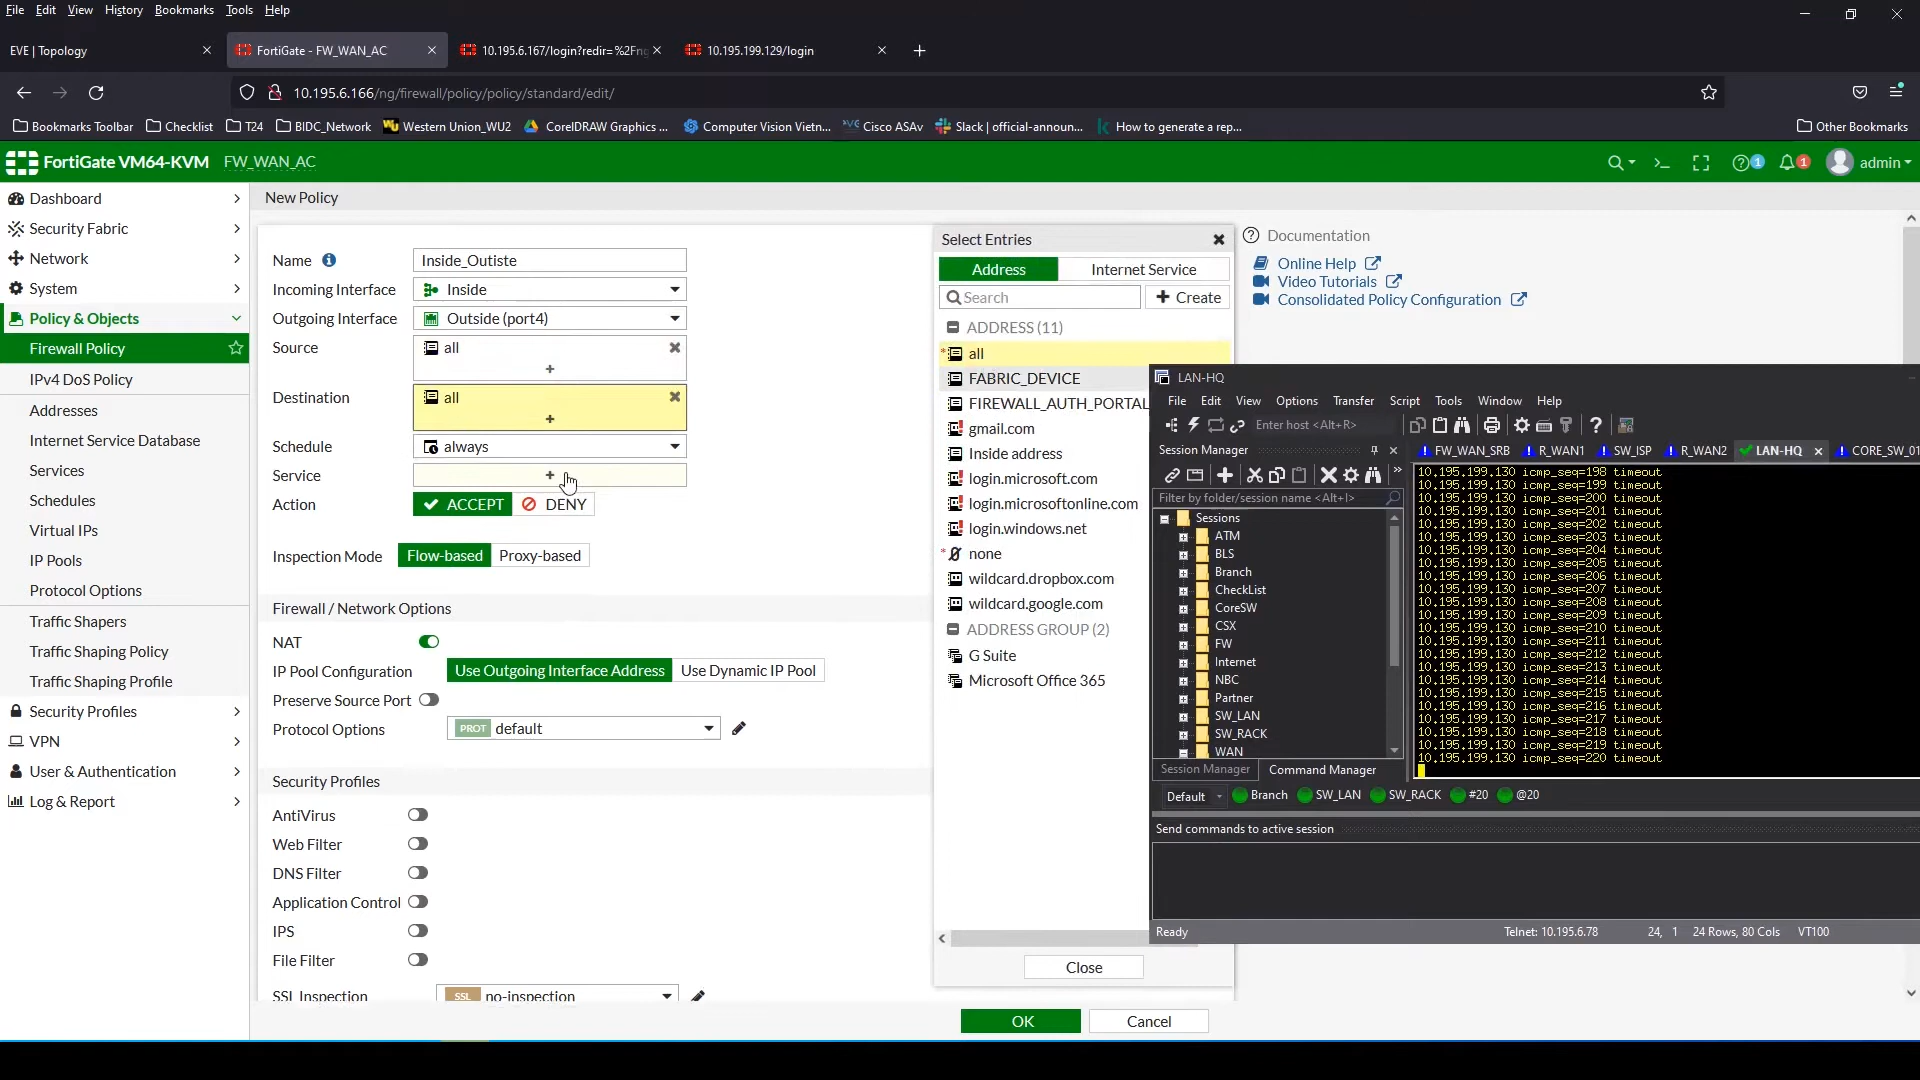 File Edit View History Bookmarks Tools Help
EVE | Topology
FortiGate - FW_WAN_AC
10.195.6.167/login?redir=%2Fng
10.195.199.129/login
10.195.6.166/ng/firewall/policy/policy/standard/edit/
Bookmarks Toolbar Checklist T24 BIDC_Network Western Union_WU2 CorelDRAW Graphics ... Computer Vision Vietn... Cisco ASAv Slack | official-announ... How to generate a rep... Other Bookmarks
FortiGate VM64-KVM FW_WAN_AC
1 1 admin
Dashboard
Security Fabric
Network
System
Policy & Objects
Firewall Policy
IPv4 DoS Policy
Addresses
Internet Service Database
Services
Schedules
Virtual IPs
IP Pools
Protocol Options
Traffic Shapers
Traffic Shaping Policy
Traffic Shaping Profile
Security Profiles
VPN
User & Authentication
Log & Report
New Policy
Name Inside_Outiste
Incoming Interface Inside
Outgoing Interface Outside (port4)
Source all
Destination all
Schedule always
Service
Action ACCEPT DENY
Inspection Mode Flow-based Proxy-based
Firewall / Network Options
NAT
IP Pool Configuration Use Outgoing Interface Address Use Dynamic IP Pool
Preserve Source Port
Protocol Options PROT default
Security Profiles
AntiVirus
Web Filter
DNS Filter
Application Control
IPS
File Filter
SSL Inspection SSL no-inspection
OK Cancel
Select Entries
Address Internet Service
Search Create
ADDRESS (11)
all
FABRIC_DEVICE
FIREWALL_AUTH_PORTAL
gmail.com
Inside address
login.microsoft.com
login.microsoftonline.com
login.windows.net
none
wildcard.dropbox.com
wildcard.google.com
ADDRESS GROUP (2)
G Suite
Microsoft Office 365
Close
Documentation
Online Help
Video Tutorials
Consolidated Policy Configuration
LAN-HQ
File Edit View Options Transfer Script Tools Window Help
Enter host <Alt+R>
Session Manager
FW_WAN_SRB R_WAN1 SW_ISP R_WAN2 LAN-HQ CORE_SW_01
Filter by folder/session name <Alt+I>
Sessions
ATM
BLS
Branch
CheckList
CoreSW
CSX
FW
Internet
NBC
Partner
SW_LAN
SW_RACK
WAN
Session Manager Command Manager
10.195.199.130 icmp_seq=198 timeout
10.195.199.130 icmp_seq=199 timeout
10.195.199.130 icmp_seq=200 timeout
10.195.199.130 icmp_seq=201 timeout
10.195.199.130 icmp_seq=202 timeout
10.195.199.130 icmp_seq=203 timeout
10.195.199.130 icmp_seq=204 timeout
10.195.199.130 icmp_seq=205 timeout
10.195.199.130 icmp_seq=206 timeout
10.195.199.130 icmp_seq=207 timeout
10.195.199.130 icmp_seq=208 timeout
10.195.199.130 icmp_seq=209 timeout
10.195.199.130 icmp_seq=210 timeout
10.195.199.130 icmp_seq=211 timeout
10.195.199.130 icmp_seq=212 timeout
10.195.199.130 icmp_seq=213 timeout
10.195.199.130 icmp_seq=214 timeout
10.195.199.130 icmp_seq=215 timeout
10.195.199.130 icmp_seq=216 timeout
10.195.199.130 icmp_seq=217 timeout
10.195.199.130 icmp_seq=218 timeout
10.195.199.130 icmp_seq=219 timeout
10.195.199.130 icmp_seq=220 timeout
Default Branch SW_LAN SW_RACK #20 @20
Send commands to active session
Ready Telnet: 10.195.6.78 24, 1 24 Rows, 80 Cols VT100